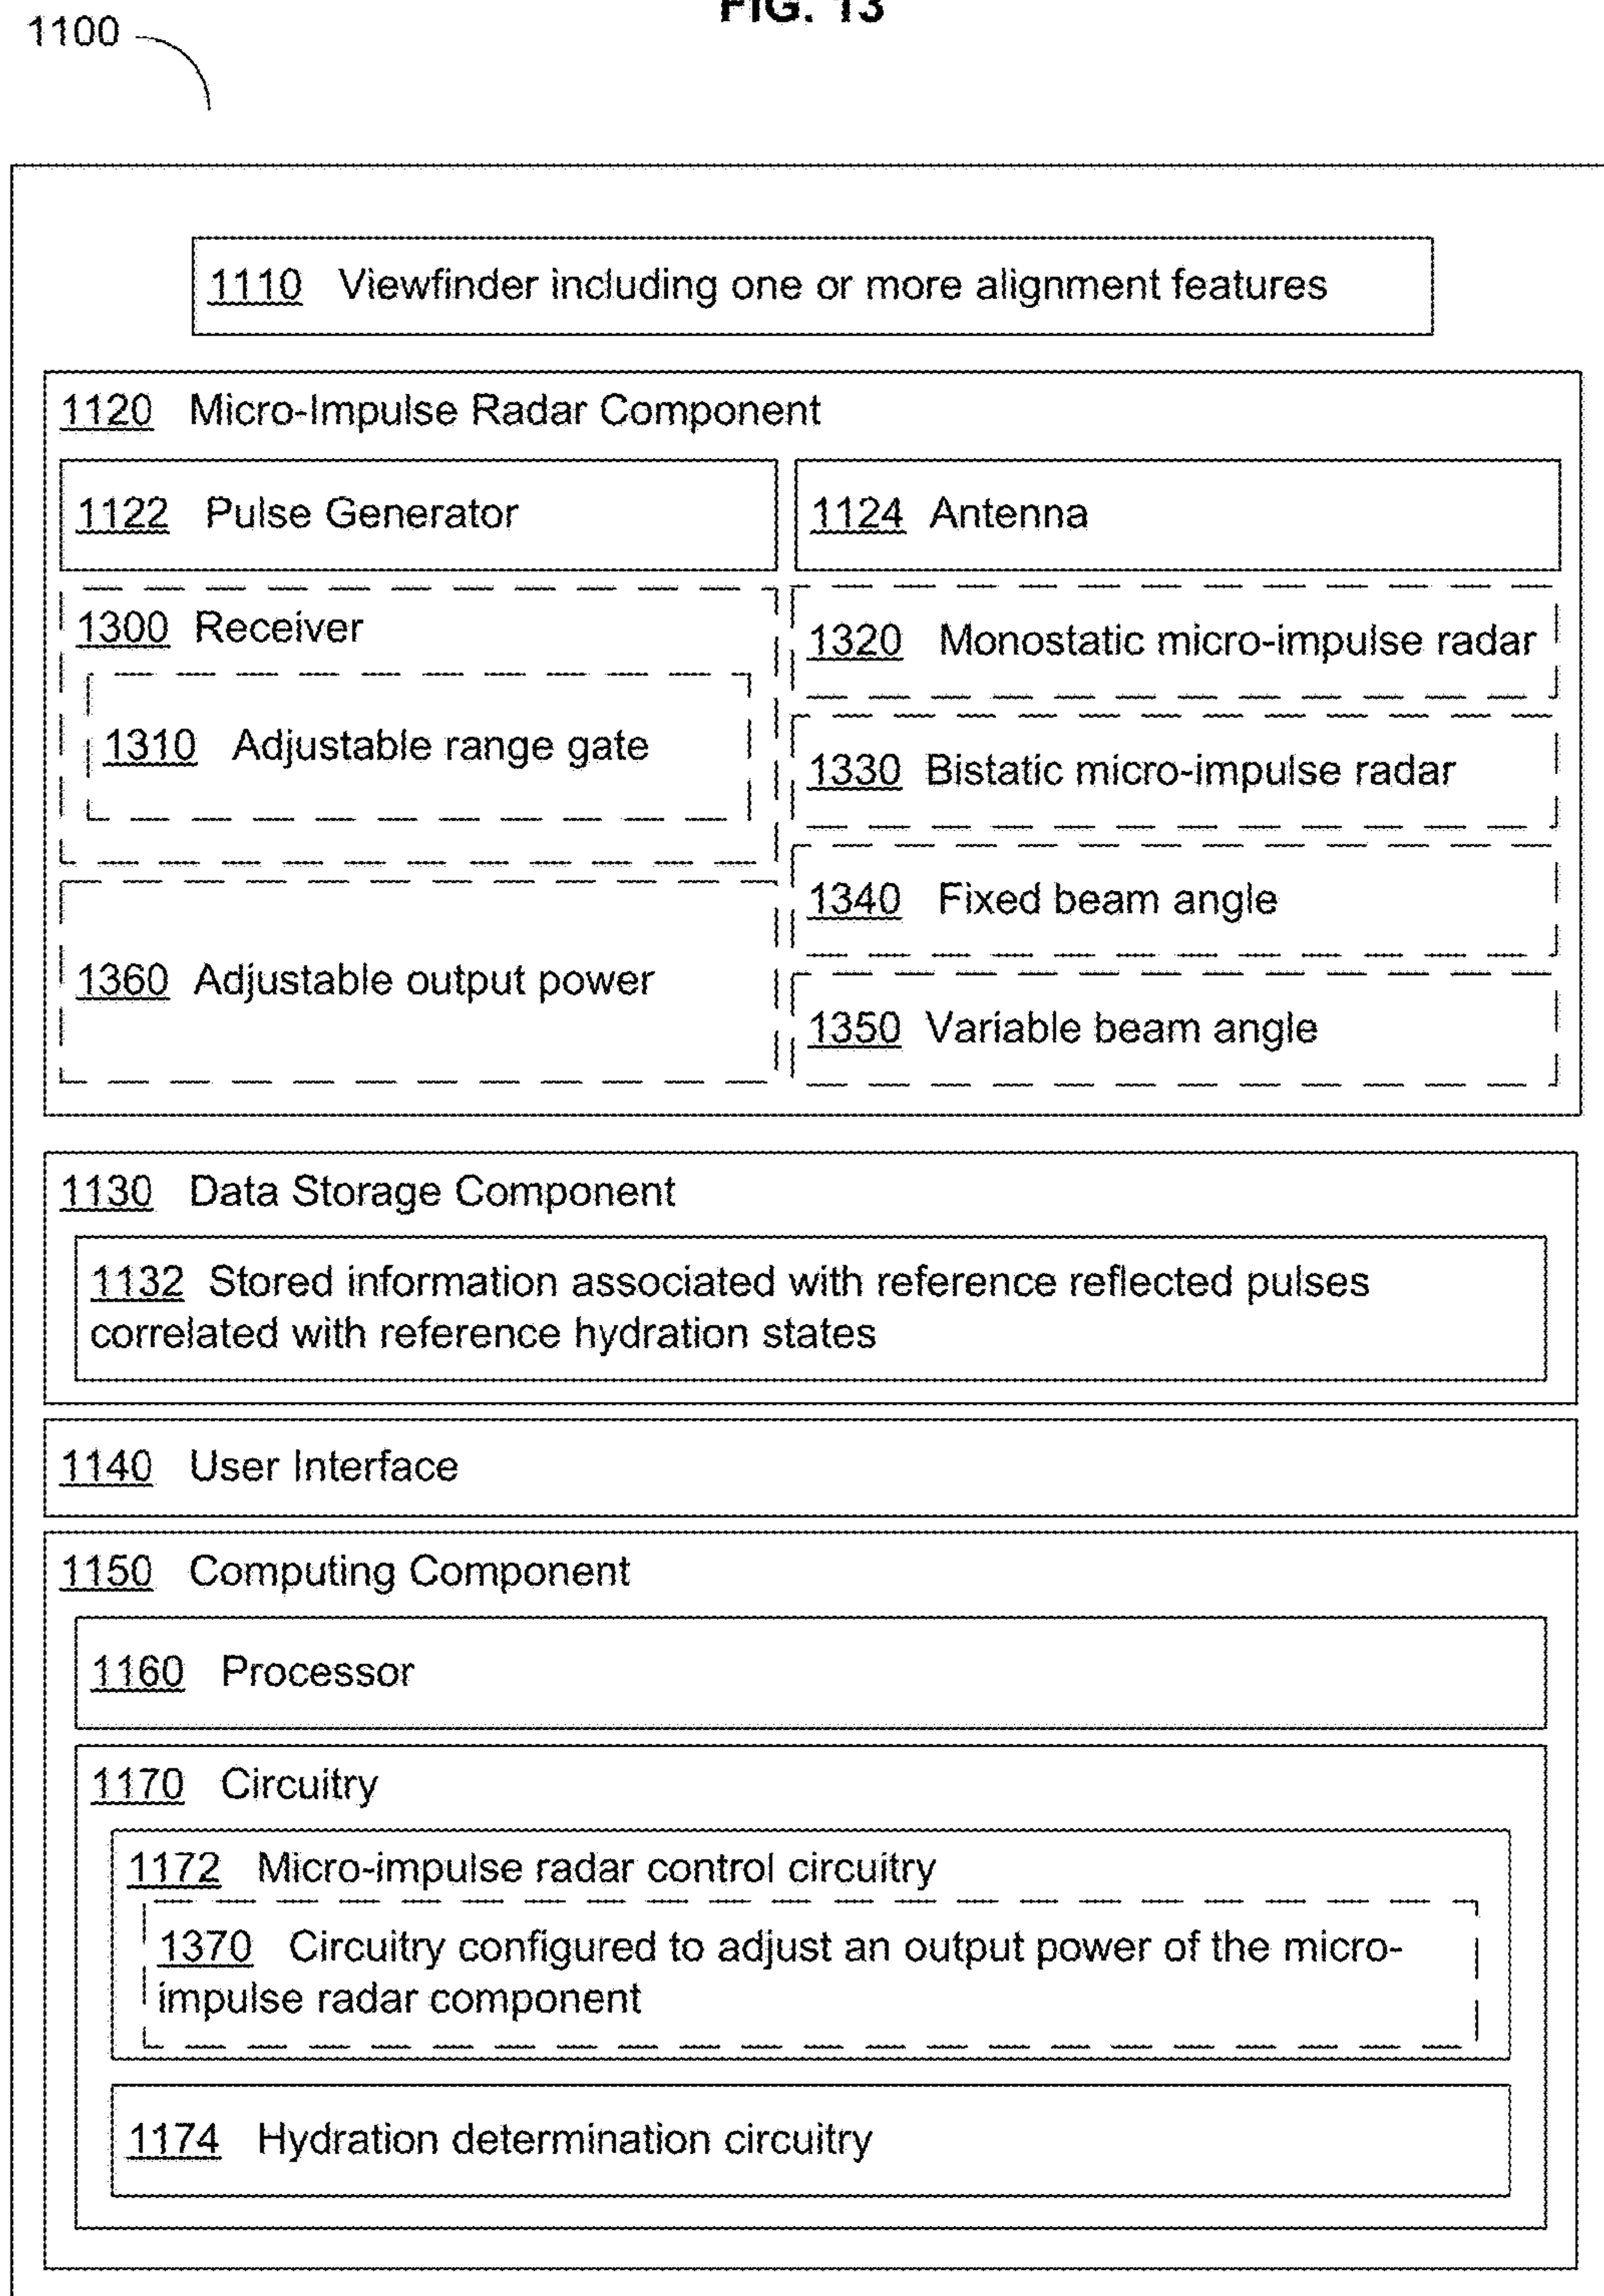 FIG. 13
1100
1110 Viewfinder including one or more alignment features
1120 Micro-Impulse Radar Component
1122 Pulse Generator
1124 Antenna
1300 Receiver
1310 Adjustable range gate
1360 Adjustable output power
1320 Monostatic micro-impulse radar
1330 Bistatic micro-impulse radar
1340 Fixed beam angle
1350 Variable beam angle
1130 Data Storage Component
1132 Stored information associated with reference reflected pulses
correlated with reference hydration states
1140 User Interface
1150 Computing Component
1160 Processor
1170 Circuitry
1172 Micro-impulse radar control circuitry
1370 Circuitry configured to adjust an output power of the micro-
impulse radar component
1174 Hydration determination circuitry